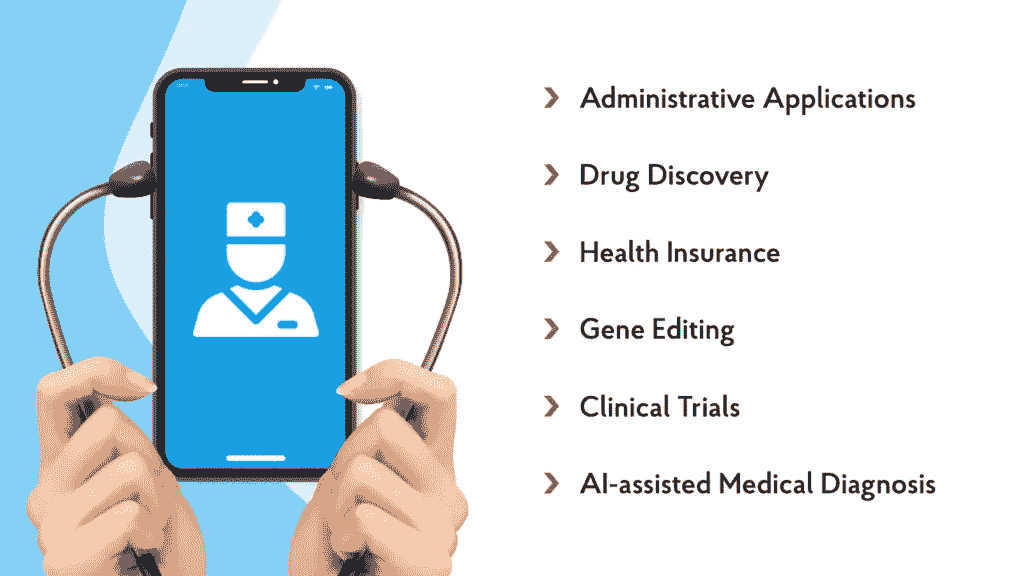 Administrative Applications
Drug Discovery
Health Insurance
Gene Editing
Clinical Trials
AI-assisted Medical Diagnosis